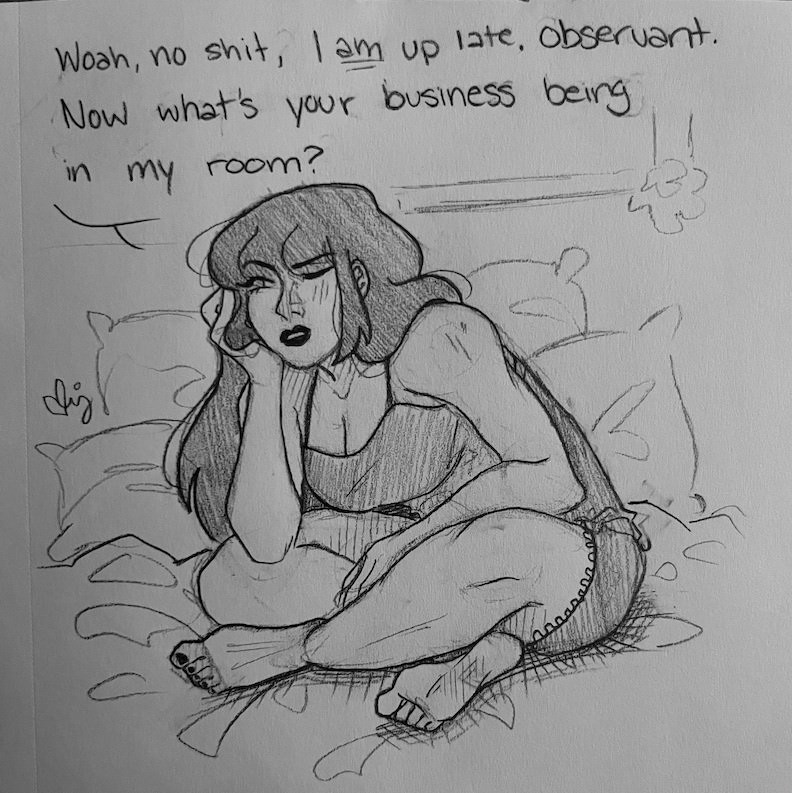 Woah, no shit, I am up late, observant.
Now what's your business being
in my room?